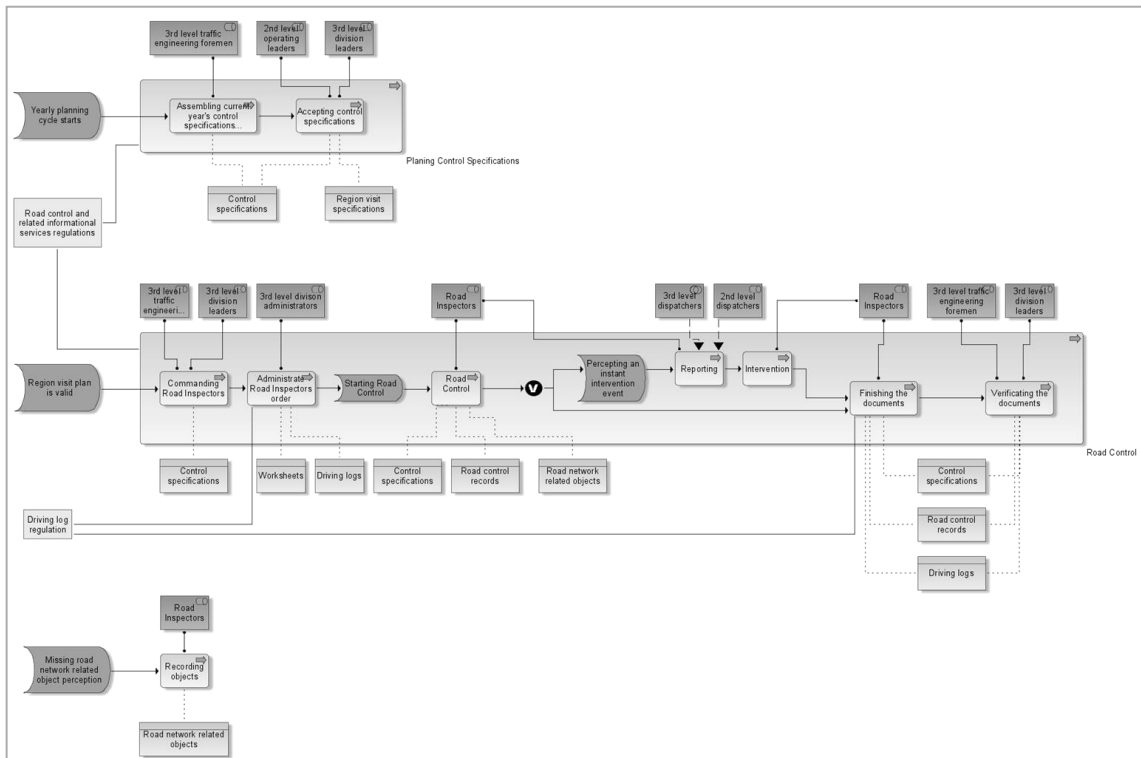 3rd level traffic
engineering foremen
2nd level
operating
leaders
3rd level
division
leaders
Yearly planning
cycle starts
Assembling current
year's control
specifications...
Accepting control
specifications
Planing Control Specifications
Control
specifications
Region visit
specifications
Road control and
related informational
services regulations
3rd level
traffic
engineeri...
3rd level
division
leaders
3rd level divison
administrators
Road
Inspectors
3rd level
dispatchers
2nd level
dispatchers
Road
Inspectors
3rd level traffic
engineering
foremen
3rd level
division
leaders
Region visit plan
is valid
Commanding
Road Inspectors
Administrate
Road Inspectors
order
Starting Road
Control
Road
Control
V
Percepting an
instant
intervention
event
Reporting
Intervention
Finishing the
documents
Verificating the
documents
Road Control
Control
specifications
Worksheets
Driving logs
Control
specifications
Road control
records
Road network
related objects
Control
specifications
Driving log
regulation
Road control
records
Driving logs
Road
Inspectors
Missing road
network related
object perception
Recording
objects
Road network related
objects